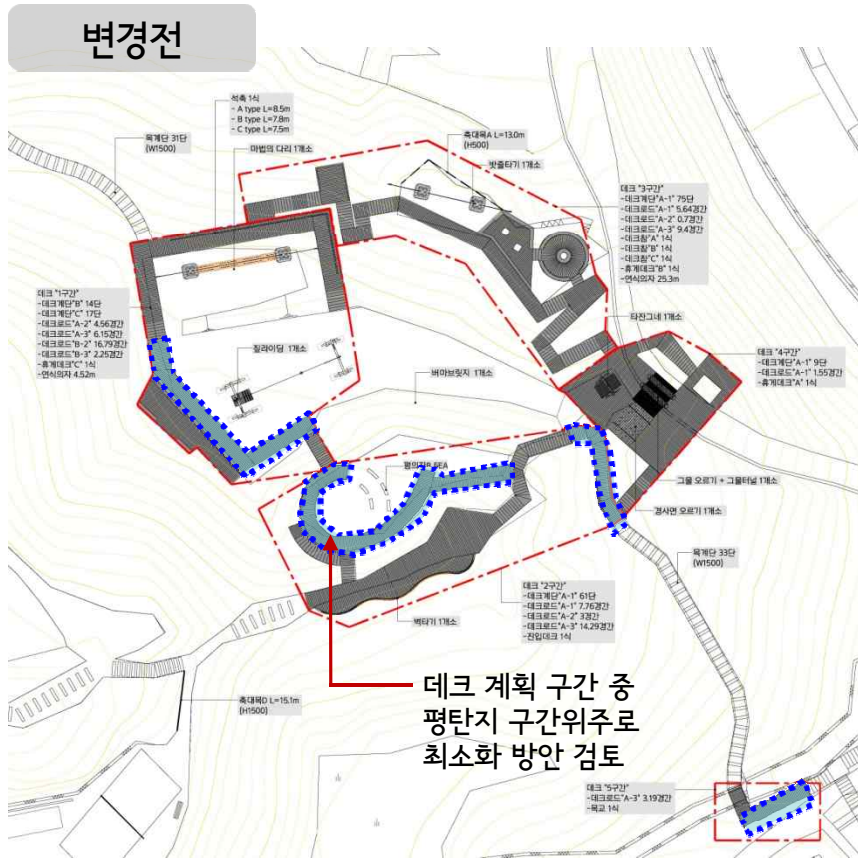 변경전
석축 1식
- A type L=8.5m
- B type L=7.8m
- C type L=7.5m
목계단 31단
(W1500)
마법의 다리 1개소
측대목A L=13.0m
(H500)
밧줄타기 1개소
데크 "3구간"
-데크계단"A-1" 75단
-데크로드"A-1" 5.64경간
-데크로드"A-2" 0.7경간
-데크로드"A-3" 9.4경간
-데크참"A" 1식
-데크참"B" 1식
-데크참"C" 1식
-휴게데크"B" 1식
-연식의자 25.3m
데크 "1구간"
-데크계단"B" 14단
-데크계단"C" 17단
-데크로드"A-2" 4.56경간
-데크로드"A-3" 6.15경간
-데크로드"B-2" 16.79경간
-데크로드"B-3" 2.25경간
-휴게데크"C" 1식
-연식의자 4.52m
타잔그네 1개소
짚라이딩 1개소
버마브릿지 1개소
데크 "4구간"
-데크계단"A-1" 9단
-데크로드"A-1" 1.55경간
-휴게데크"A" 1식
평의자B 5EA
그물 오르기 + 그물터널 1개소
경사면 오르기 1개소
목계단 33단
(W1500)
데크 "2구간"
-데크계단"A-1" 61단
-데크로드"A-1" 7.76경간
-데크로드"A-2" 3경간
-데크로드"A-3" 14.29경간
-진입데크 1식
벽타기 1개소
데크 계획 구간 중
평탄지 구간위주로
최소화 방안 검토
측대목D L=15.1m
(H1500)
데크 "5구간"
-데크로드"A-3" 3.19경간
-목교 1식